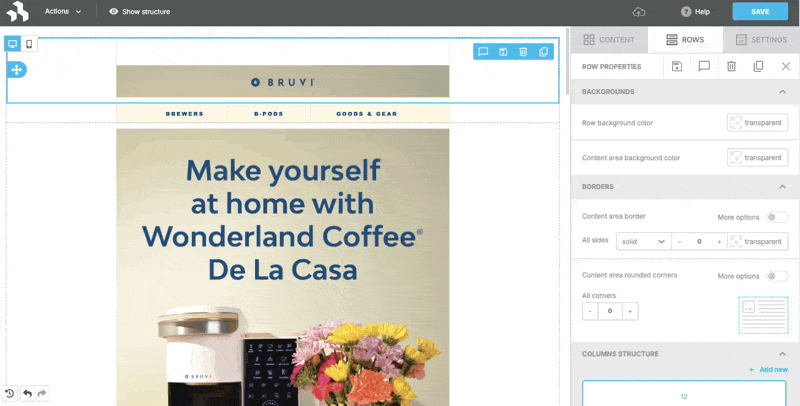 Actions
Show structure
? Help
SAVE
CONTENT
ROWS
SETTINGS
ROW PROPERTIES
BACKGROUNDS
Row background color
transparent
Content area background color
transparent
BORDERS
Content area border
More options
All sides
solid
- 0 +
transparent
Content area rounded corners
More options
All corners
- 0 +
COLUMNS STRUCTURE
+ Add new
12
BRUVI
BREWERS B-PODS GOODS & GEAR
Make yourself
at home with
Wonderland Coffee®
De La Casa
BRUVI